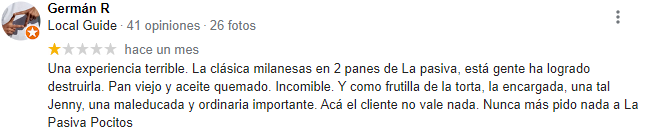 Germán R
Local Guide · 41 opiniones · 26 fotos
hace un mes
Una experiencia terrible. La clásica milanesas en 2 panes de La pasiva, está gente ha logrado
destruirla. Pan viejo y aceite quemado. Incomible. Y como frutilla de la torta, la encargada, una tal
Jenny, una maleducada y ordinaria importante. Acá el cliente no vale nada. Nunca más pido nada a La
Pasiva Pocitos